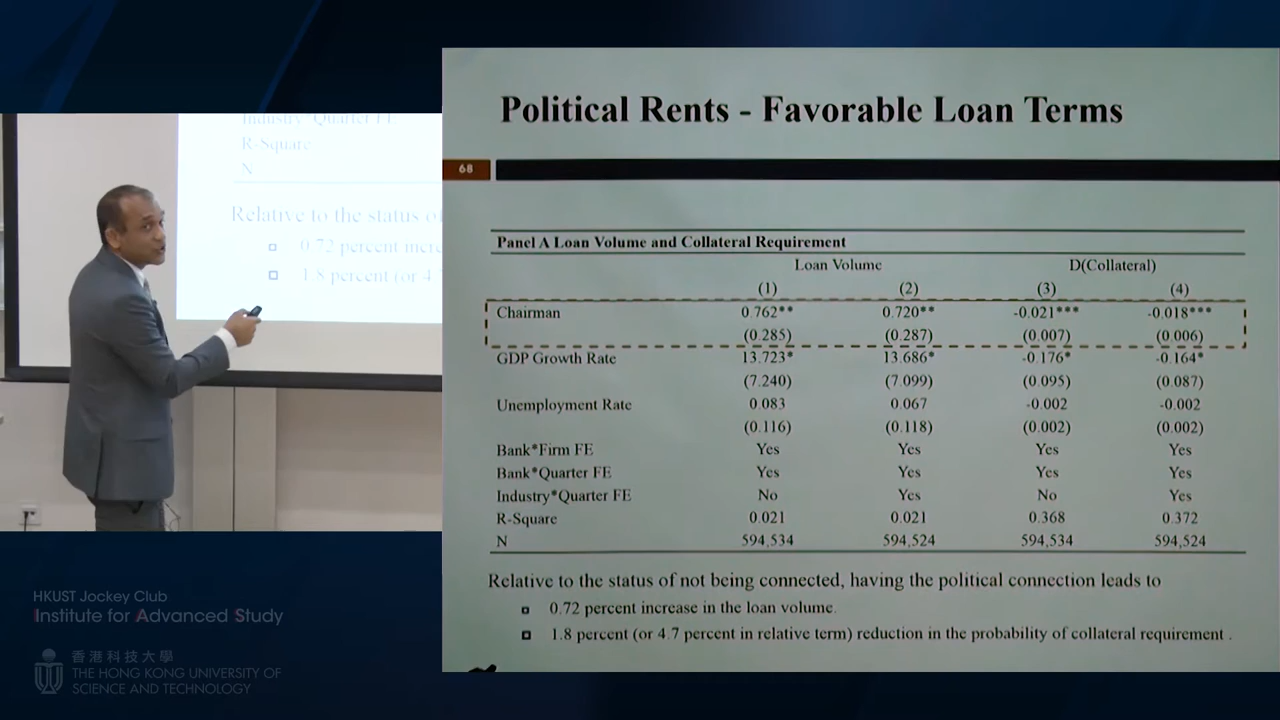 Industry*Quarter FE
R-Square
N
Relative to the status of
0.72 percent incre
1.8 percent (or 4.7
HKUST Jockey Club
Institute for Advanced Study
香港科技大學
THE HONG KONG UNIVERSITY OF
SCIENCE AND TECHNOLOGY
Political Rents - Favorable Loan Terms
68
Panel A Loan Volume and Collateral Requirement
Loan Volume D(Collateral)
(1) (2) (3) (4)
Chairman 0.762** 0.720** -0.021*** -0.018***
(0.285) (0.287) (0.007) (0.006)
GDP Growth Rate 13.723* 13.686* -0.176* -0.164*
(7.240) (7.099) (0.095) (0.087)
Unemployment Rate 0.083 0.067 -0.002 -0.002
(0.116) (0.118) (0.002) (0.002)
Bank*Firm FE Yes Yes Yes Yes
Bank*Quarter FE Yes Yes Yes Yes
Industry*Quarter FE No Yes No Yes
R-Square 0.021 0.021 0.368 0.372
N 594,534 594,524 594,534 594,524
Relative to the status of not being connected, having the political connection leads to
0.72 percent increase in the loan volume.
1.8 percent (or 4.7 percent in relative term) reduction in the probability of collateral requirement .